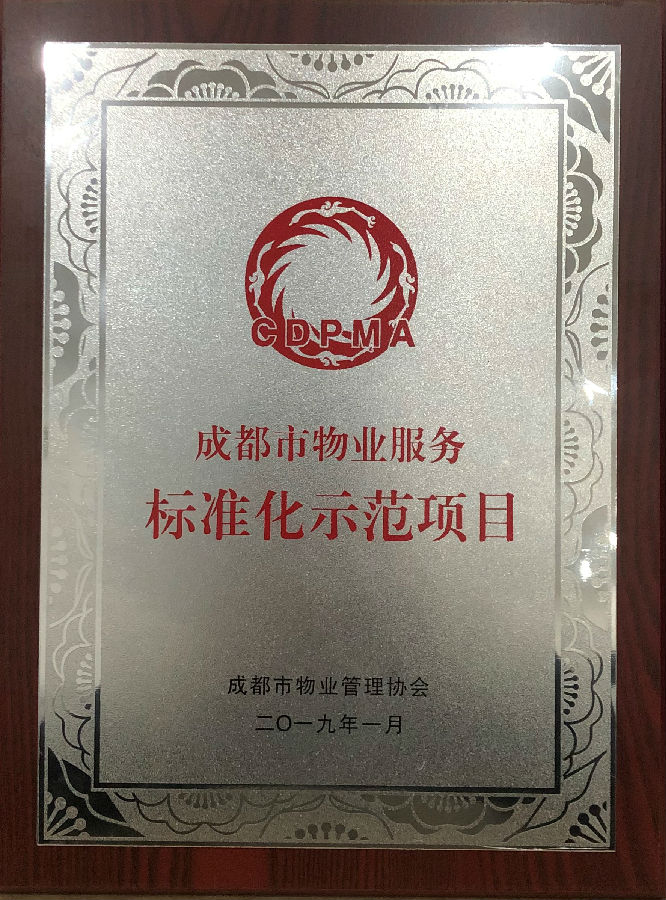 CDPMA
成都市物业服务
标准化示范项目
成都市物业管理协会
二〇一九年一月